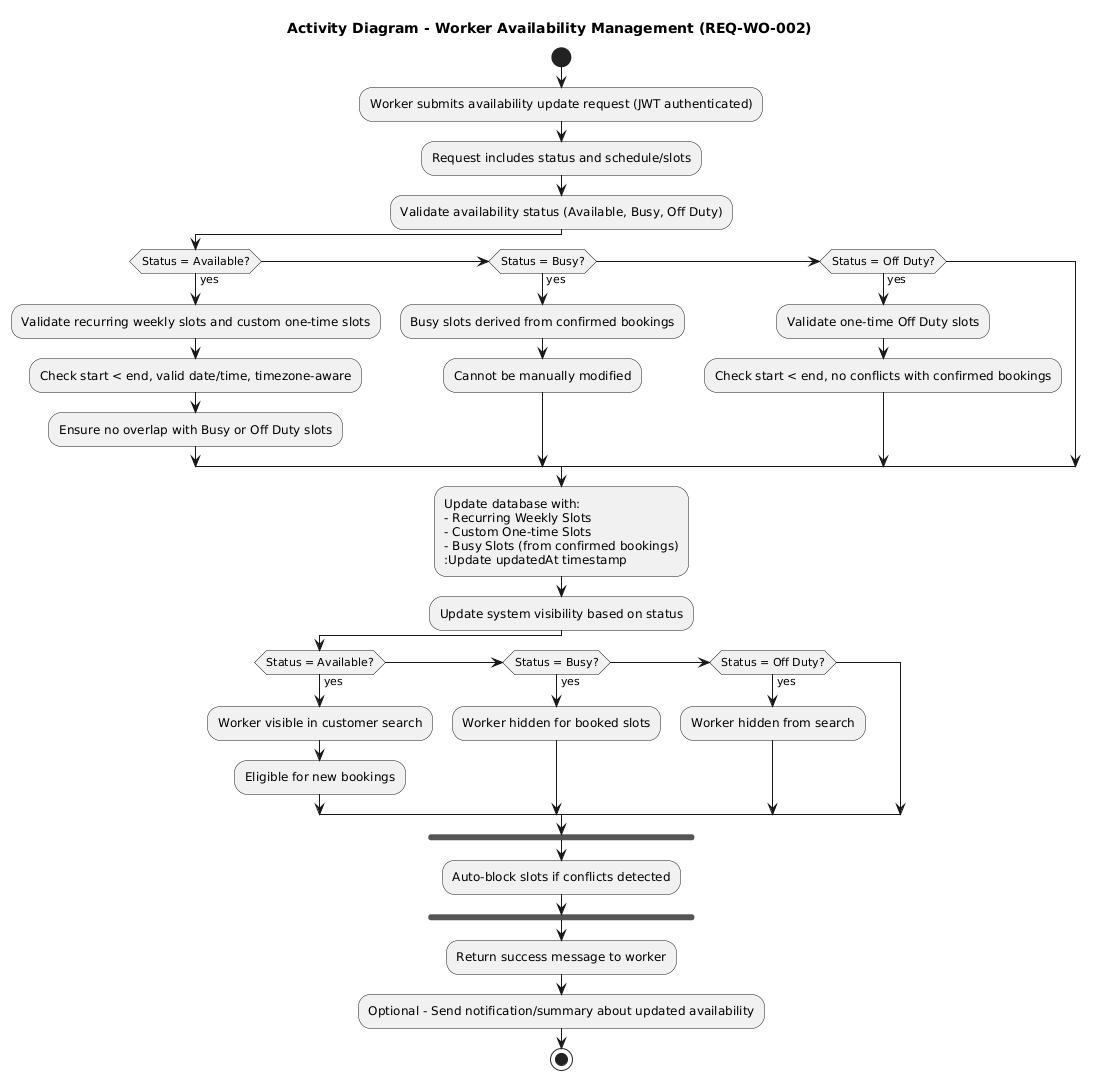 Activity Diagram - Worker Availability Management (REQ-WO-002)
Worker submits availability update request (JWT authenticated)
Request includes status and schedule/slots
Validate availability status (Available, Busy, Off Duty)
Status = Available?
yes
Validate recurring weekly slots and custom one-time slots
Check start < end, valid date/time, timezone-aware
Ensure no overlap with Busy or Off Duty slots
Status = Busy?
yes
Busy slots derived from confirmed bookings
Cannot be manually modified
Status = Off Duty?
yes
Validate one-time Off Duty slots
Check start < end, no conflicts with confirmed bookings
Update database with:
- Recurring Weekly Slots
- Custom One-time Slots
- Busy Slots (from confirmed bookings)
:Update updatedAt timestamp
Update system visibility based on status
Status = Available?
yes
Worker visible in customer search
Eligible for new bookings
Status = Busy?
yes
Worker hidden for booked slots
Status = Off Duty?
yes
Worker hidden from search
Auto-block slots if conflicts detected
Return success message to worker
Optional - Send notification/summary about updated availability